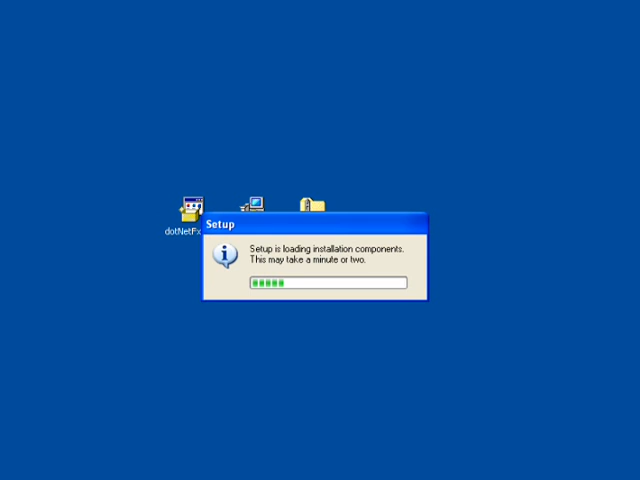 dotNetFx
Setup
Setup is loading installation components.
This may take a minute or two.